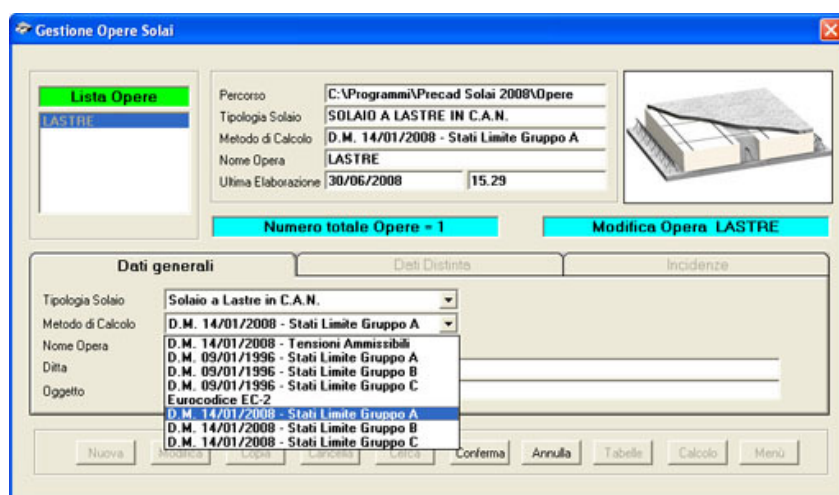 Gestione Opere Solai
Lista Opere
LASTRE
Percorso C:\Programmi\Precad Solai 2008\Opere
Tipologia Solaio SOLAIO A LASTRE IN C.A.N.
Metodo di Calcolo D.M. 14/01/2008 - Stati Limite Gruppo A
Nome Opera LASTRE
Ultima Elaborazione 30/06/2008 15.29
Numero totale Opere = 1
Modifica Opera LASTRE
Dati generali Dati Distinta Incidenze
Tipologia Solaio Solaio a Lastre in C.A.N.
Metodo di Calcolo D.M. 14/01/2008 - Stati Limite Gruppo A
Nome Opera
Ditta
Oggetto
D.M. 14/01/2008 - Tensioni Ammissibili
D.M. 09/01/1996 - Stati Limite Gruppo A
D.M. 09/01/1996 - Stati Limite Gruppo B
D.M. 09/01/1996 - Stati Limite Gruppo C
Eurocodice EC-2
D.M. 14/01/2008 - Stati Limite Gruppo A
D.M. 14/01/2008 - Stati Limite Gruppo B
D.M. 14/01/2008 - Stati Limite Gruppo C
Nuova Modifica Copia Cancella Cerca Conferma Annulla Tabelle Calcolo Menù